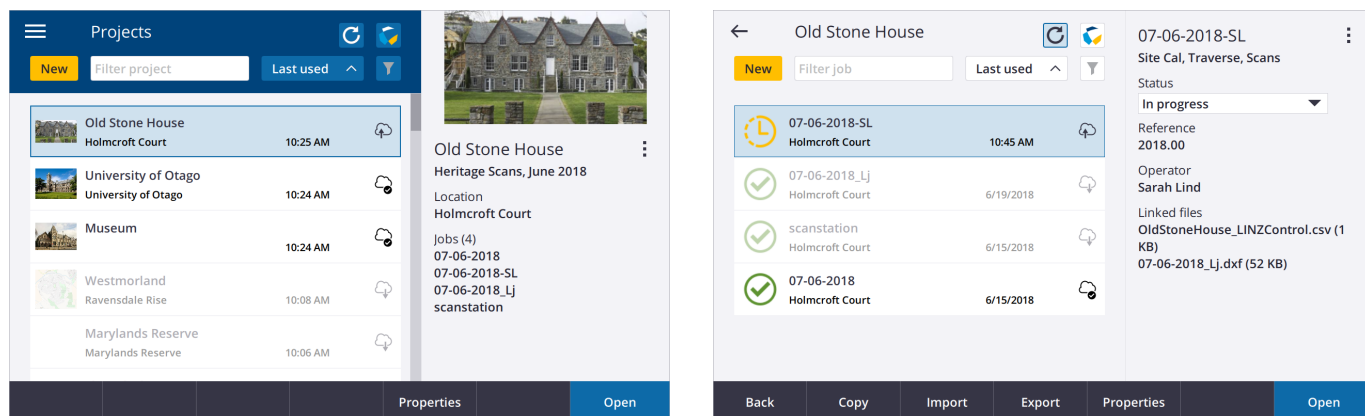 Projects
New
Filter project
Last used
Old Stone House
Holmcroft Court
10:25 AM
University of Otago
University of Otago
10:24 AM
Museum
10:24 AM
Westmorland
Ravensdale Rise
10:08 AM
Marylands Reserve
Marylands Reserve
10:06 AM
Old Stone House
Heritage Scans, June 2018
Location
Holmcroft Court
Jobs (4)
07-06-2018
07-06-2018-SL
07-06-2018_Lj
scanstation
Properties
Open
Old Stone House
New
Filter job
Last used
07-06-2018-SL
Holmcroft Court
10:45 AM
07-06-2018_Lj
Holmcroft Court
6/19/2018
scanstation
Holmcroft Court
6/15/2018
07-06-2018
Holmcroft Court
6/15/2018
07-06-2018-SL
Site Cal, Traverse, Scans
Status
In progress
Reference
2018.00
Operator
Sarah Lind
Linked files
OldStoneHouse_LINZControl.csv (1
KB)
07-06-2018_Lj.dxf (52 KB)
Back
Copy
Import
Export
Properties
Open